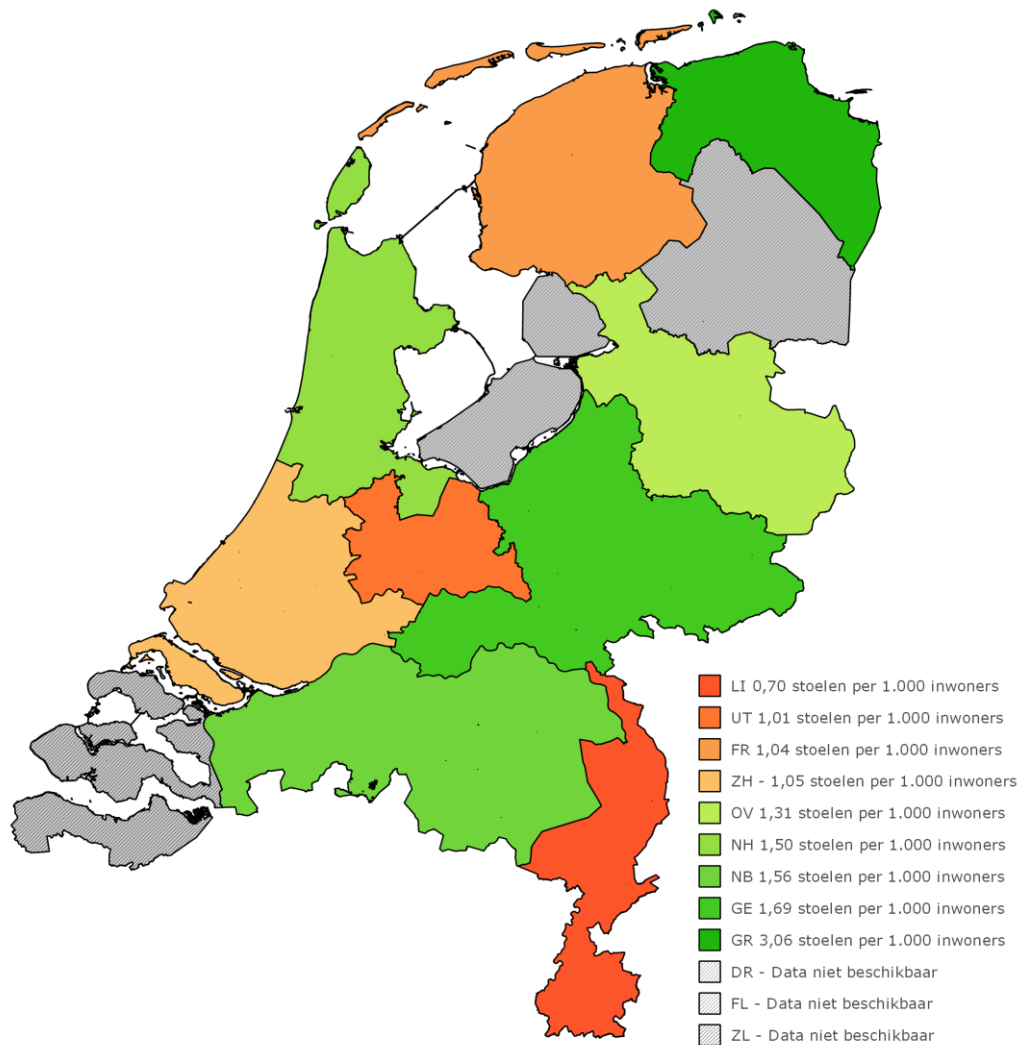 LI 0,70 stoelen per 1.000 inwoners
UT 1,01 stoelen per 1.000 inwoners
FR 1,04 stoelen per 1.000 inwoners
ZH - 1,05 stoelen per 1.000 inwoners
OV 1,31 stoelen per 1.000 inwoners
NH 1,50 stoelen per 1.000 inwoners
NB 1,56 stoelen per 1.000 inwoners
GE 1,69 stoelen per 1.000 inwoners
GR 3,06 stoelen per 1.000 inwoners
DR - Data niet beschikbaar
FL - Data niet beschikbaar
ZL - Data niet beschikbaar